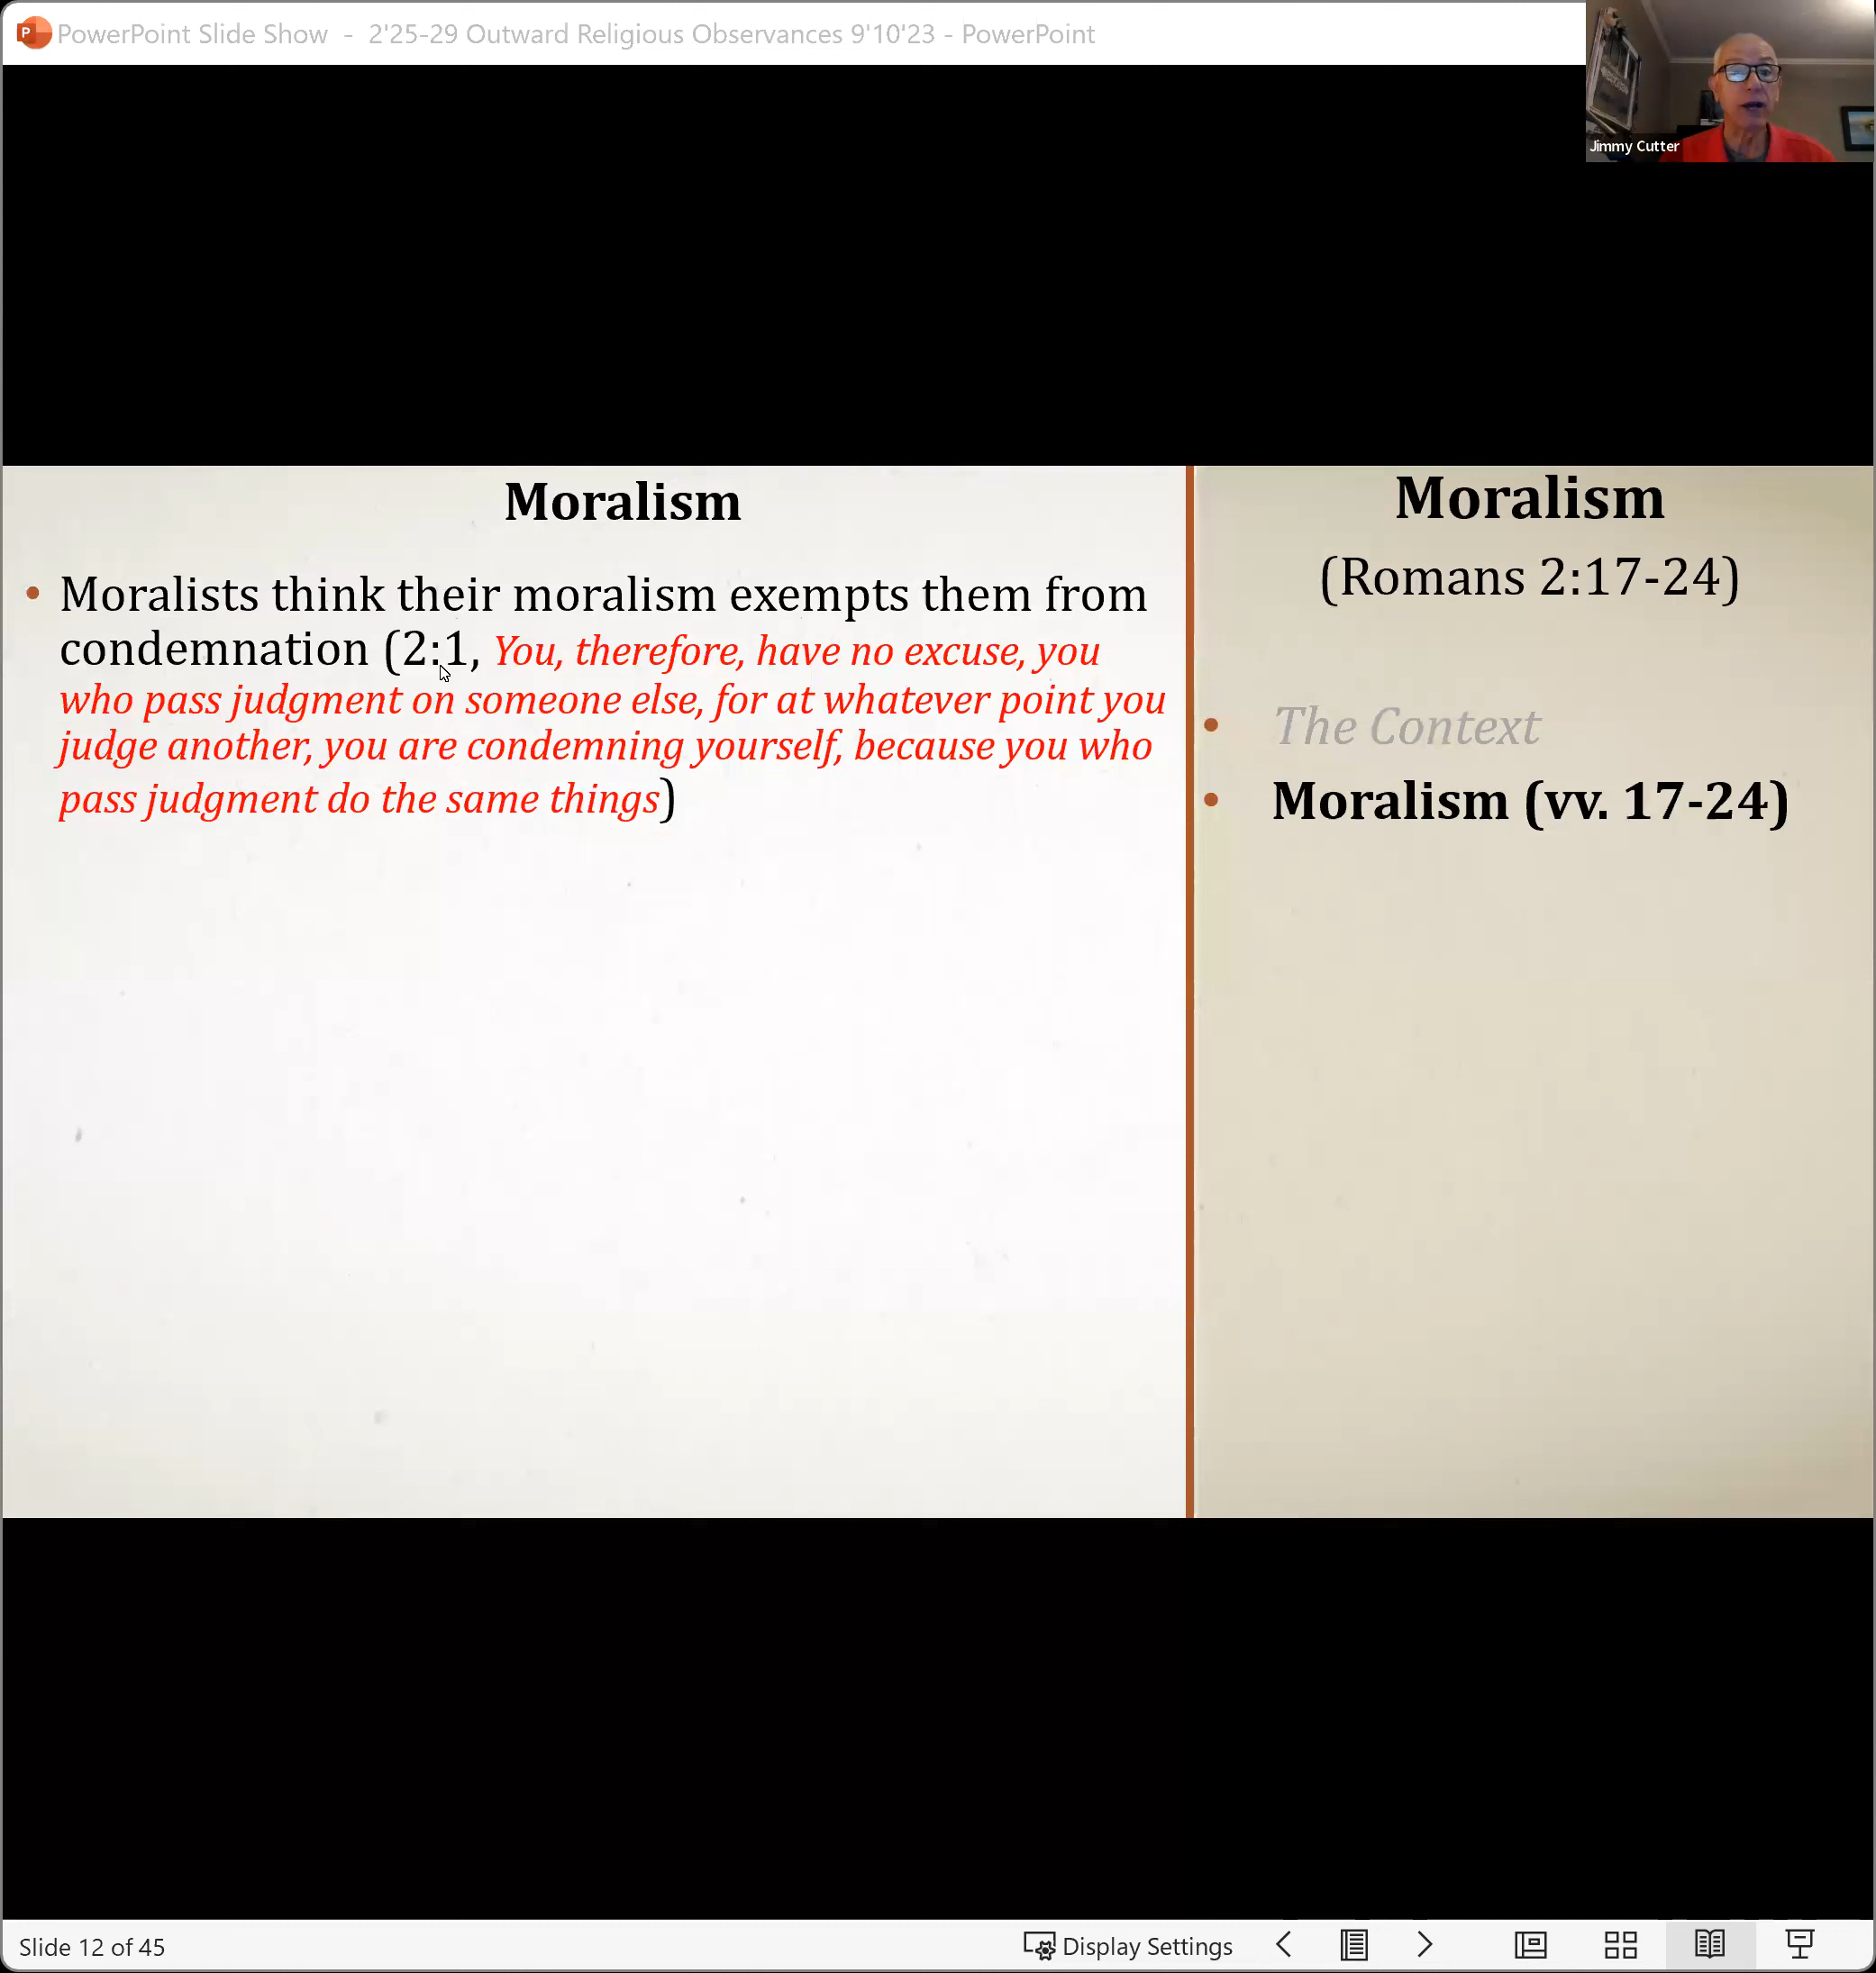 PowerPoint Slide Show - 2'25-29 Outward Religious Observances 9'10'23 - PowerPoint
Jimmy Cutter
Moralism
• Moralists think their moralism exempts them from
condemnation (2:1, You, therefore, have no excuse, you
who pass judgment on someone else, for at whatever point you
judge another, you are condemning yourself, because you who
pass judgment do the same things)
Moralism
(Romans 2:17-24)
• The Context
• Moralism (vv. 17-24)
Slide 12 of 45
Display Settings